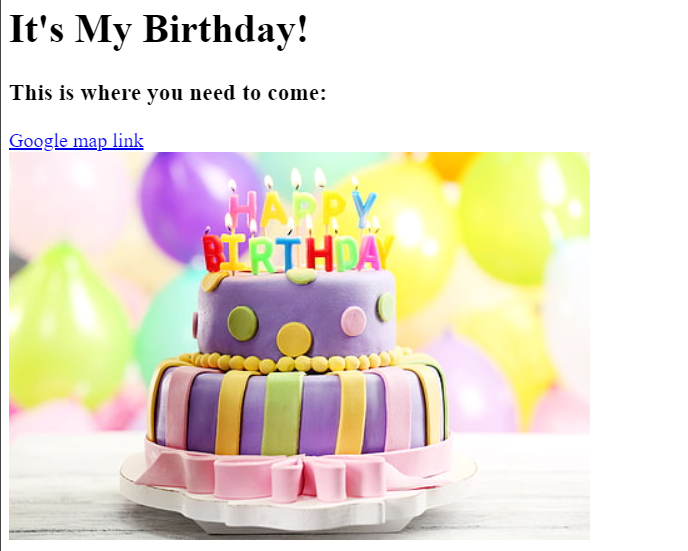 It's My Birthday!
This is where you need to come:
Google map link
HAPPY
BIRTHDAY